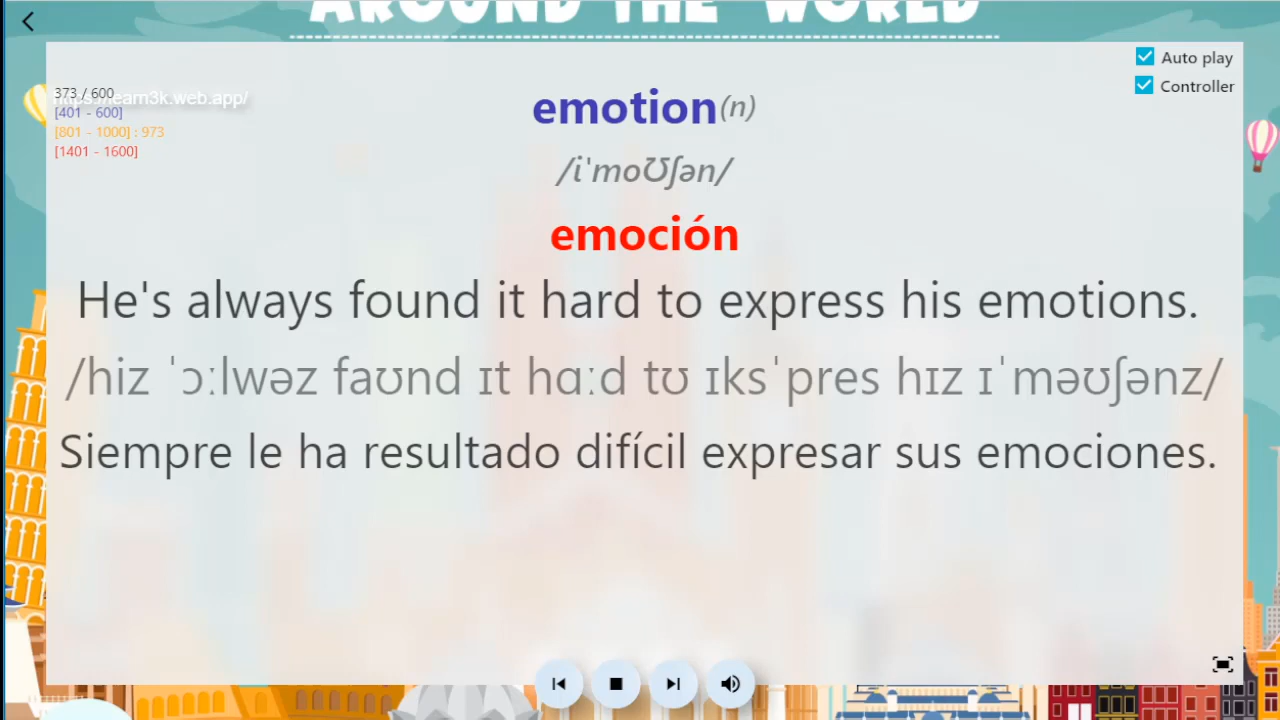 AROUND THE WORLD
Auto play
373 / 600
https://learn3k.web.app/
Controller
[401 - 600]
emotion(n)
[801 - 1000] : 973
[1401 - 1600]
/iˈmoƱʃən/
emoción
He's always found it hard to express his emotions.
/hiz ˈɔːlwəz faʊnd ɪt hɑːd tʊ ɪksˈpres hɪz ɪˈməʊʃənz/
Siempre le ha resultado difícil expresar sus emociones.